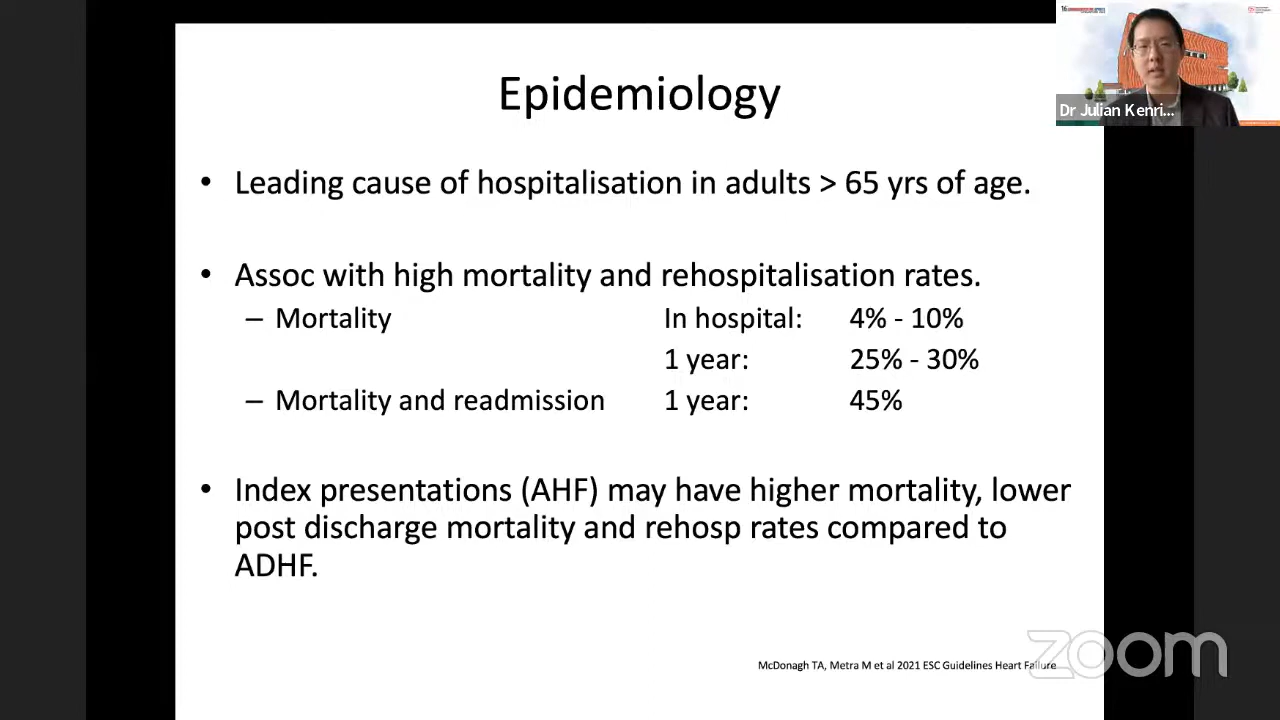 Epidemiology
Dr Julian Kenri...
• Leading cause of hospitalisation in adults > 65 yrs of age.
• Assoc with high mortality and rehospitalisation rates.
– Mortality In hospital: 4% - 10%
1 year: 25% - 30%
– Mortality and readmission 1 year: 45%
• Index presentations (AHF) may have higher mortality, lower
post discharge mortality and rehosp rates compared to
ADHF.
McDonagh TA, Metra M et al 2021 ESC Guidelines Heart Failure
zoom